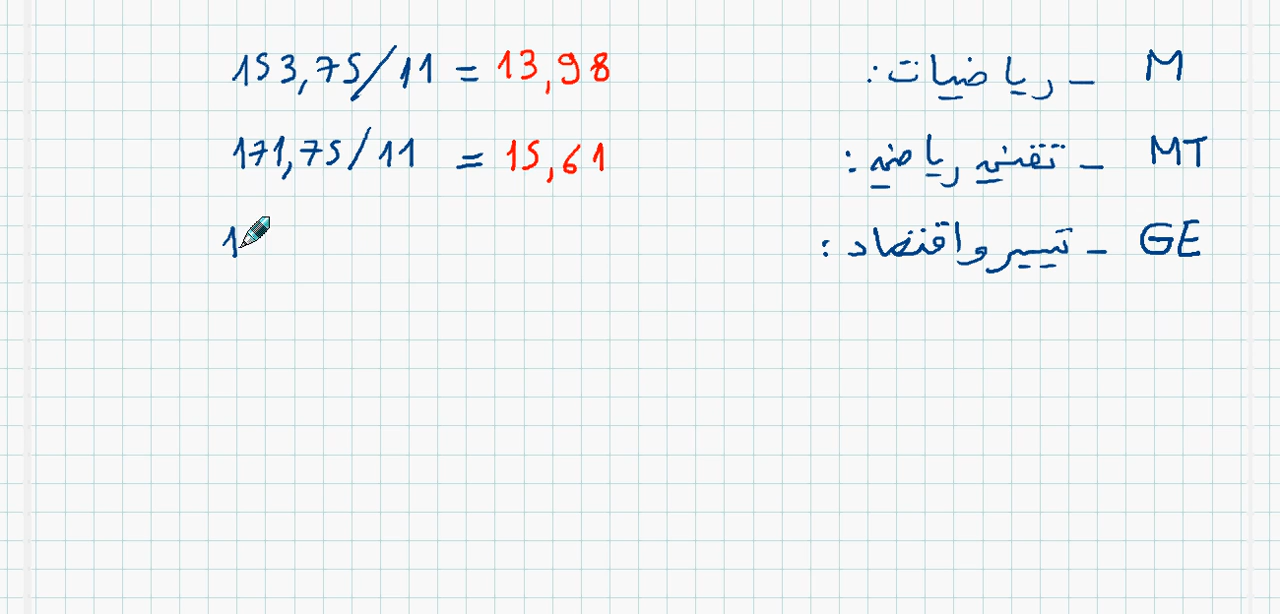 M - رياضيات : 153,75/11 = 13,98
MT - تقني رياضي : 171,75/11 = 15,61
GE - تسيير واقتصاد : 1